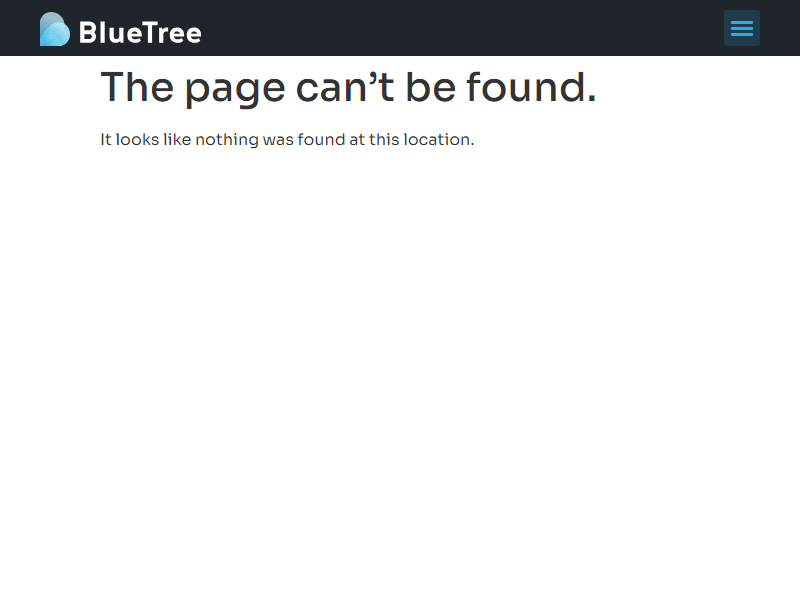 BlueTree
The page can’t be found.
It looks like nothing was found at this location.